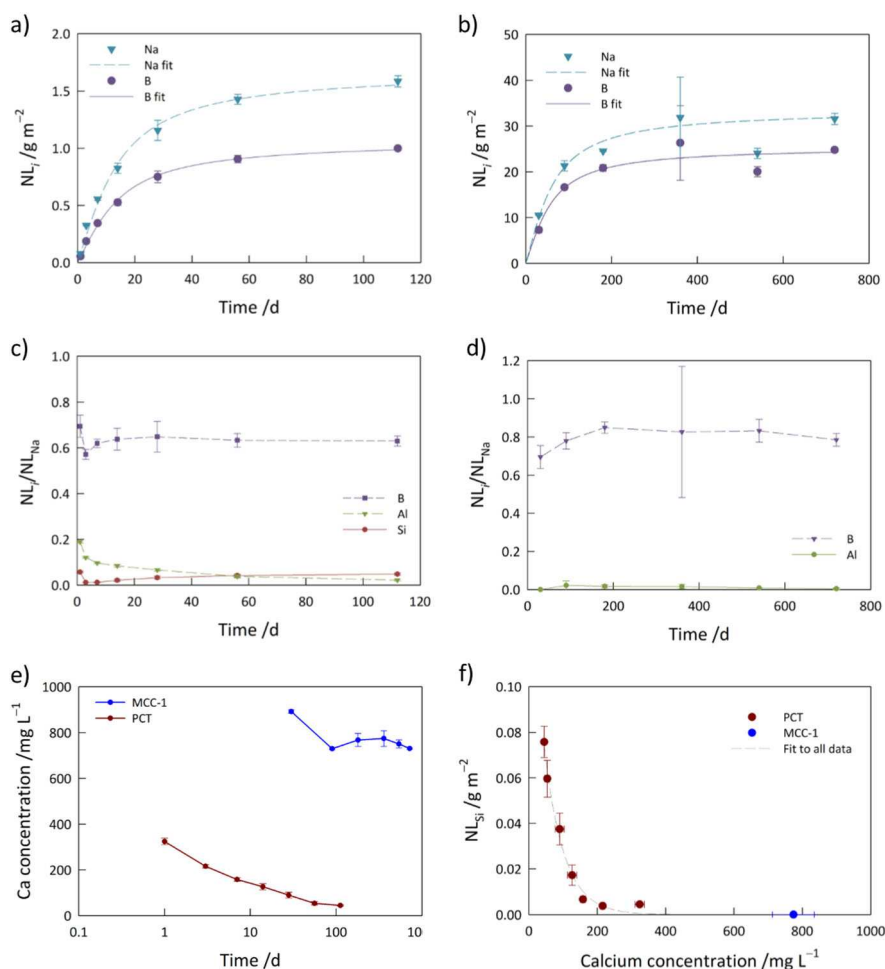 a)
2.0
1.5
1.0
0.5
0.0
NLᵢ /g m⁻²
Na
Na fit
B
B fit
0 20 40 60 80 100 120
Time /d
b)
50
40
30
20
10
0
NLᵢ /g m⁻²
Na
Na fit
B
B fit
0 200 400 600 800
Time /d
c)
1.0
0.8
0.6
0.4
0.2
0.0
NLᵢ/NL_Na
B
Al
Si
0 20 40 60 80 100 120
Time /d
d)
1.2
1.0
0.8
0.6
0.4
0.2
0.0
NLᵢ/NL_Na
B
Al
0 200 400 600 800
Time /d
e)
1000
800
600
400
200
0
Ca concentration /mg L⁻¹
MCC-1
PCT
0.1 1 10 100 10
Time /d
f)
0.10
0.08
0.06
0.04
0.02
0.00
NL_Si /g m⁻²
PCT
MCC-1
Fit to all data
0 200 400 600 800 1000
Calcium concentration /mg L⁻¹